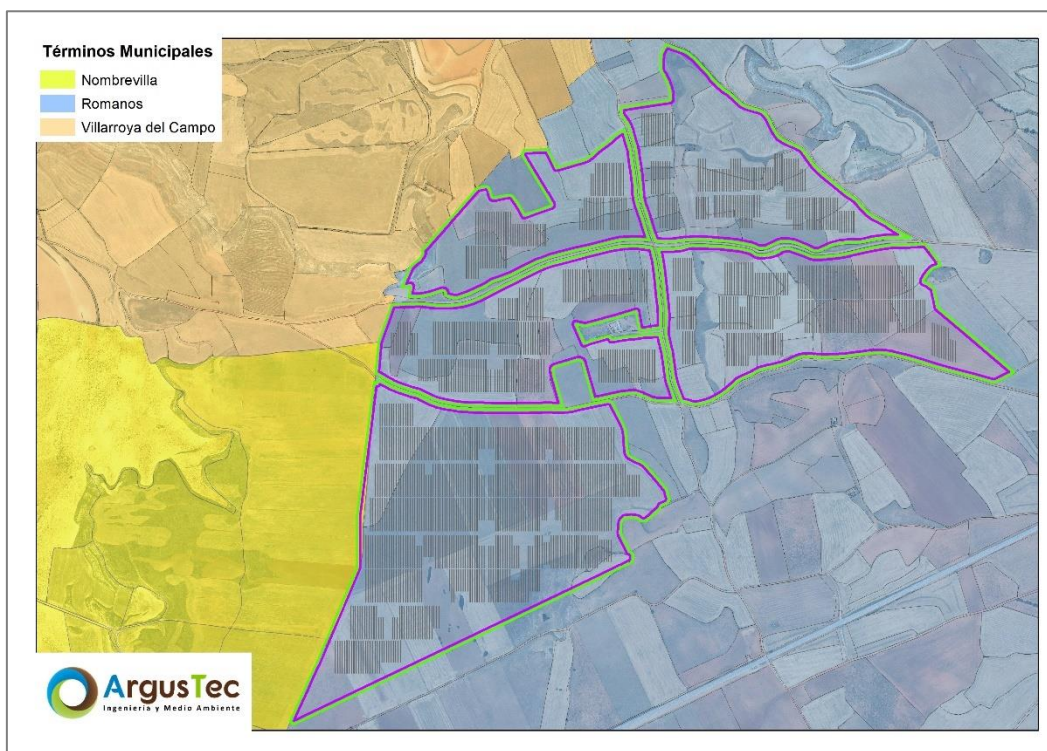 Términos Municipales
Nombrevilla
Romanos
Villarroya del Campo
ArgusTec
Ingeniería y Medio Ambiente